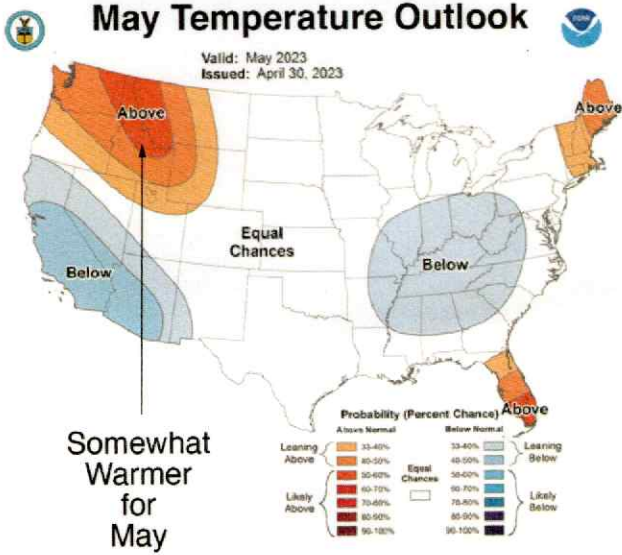 May Temperature Outlook
Valid: May 2023
Issued: April 30, 2023
Above
Above
Equal
Chances
Below
Below
Above
Somewhat
Warmer
for
May
Probability (Percent Chance)
Above Normal
Below Normal
Leaning
Above
33-40%
40-50%
Likely
Above
50-60%
60-70%
70-80%
80-90%
90-100%
Equal
Chances
33-40%
40-50%
Leaning
Below
50-60%
60-70%
70-80%
80-90%
90-100%
Likely
Below